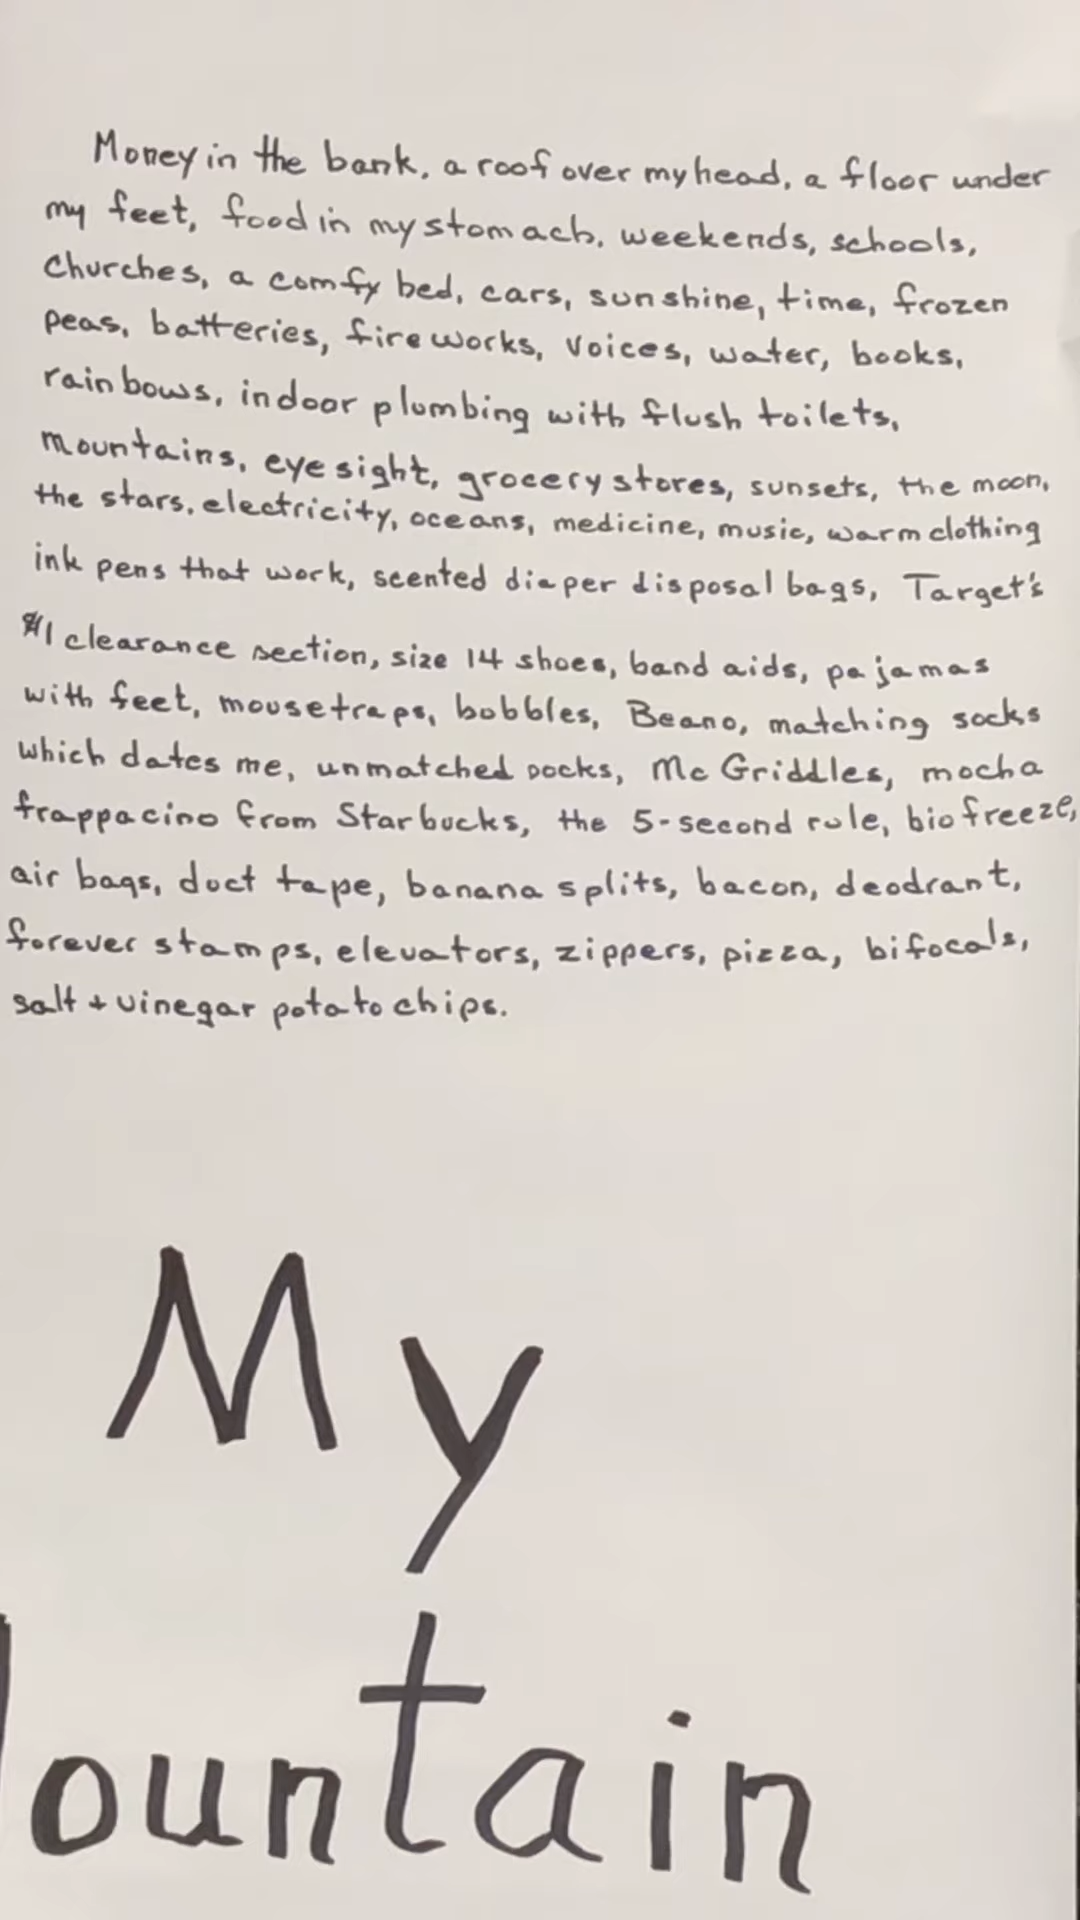 Money in the bank, a roof over my head, a floor under
my feet, food in my stomach, weekends, schools,
Churches, a comfy bed, cars, sunshine, time, frozen
peas, batteries, fireworks, voices, water, books,
rainbows, indoor plumbing with flush toilets,
mountains, eyesight, grocery stores, sunsets, the moon,
the stars, electricity, oceans, medicine, music, warm clothing
ink pens that work, scented diaper disposal bags, Target's
$1 clearance section, size 14 shoes, band aids, pajamas
with feet, mousetraps, bobbles, Beano, matching socks
which dates me, unmatched socks, McGriddles, mocha
frappacino from Starbucks, the 5-second rule, biofreeze,
air bags, duct tape, banana splits, bacon, deodrant,
forever stamps, elevators, zippers, pizza, bifocals,
salt + vinegar potato chips.
My
ountain